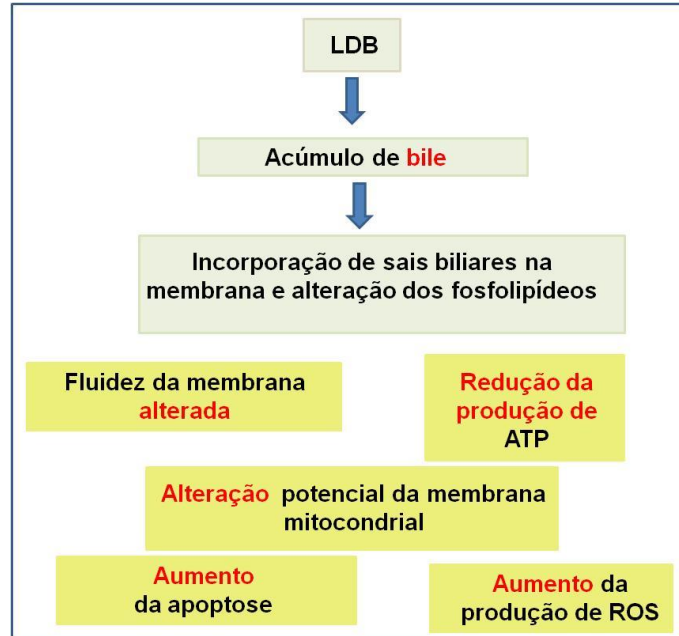 LDB
Acúmulo de bile
Incorporação de sais biliares na
membrana e alteração dos fosfolipídeos
Fluidez da membrana
alterada
Redução da
produção de
ATP
Alteração potencial da membrana
mitocondrial
Aumento
da apoptose
Aumento da
produção de ROS